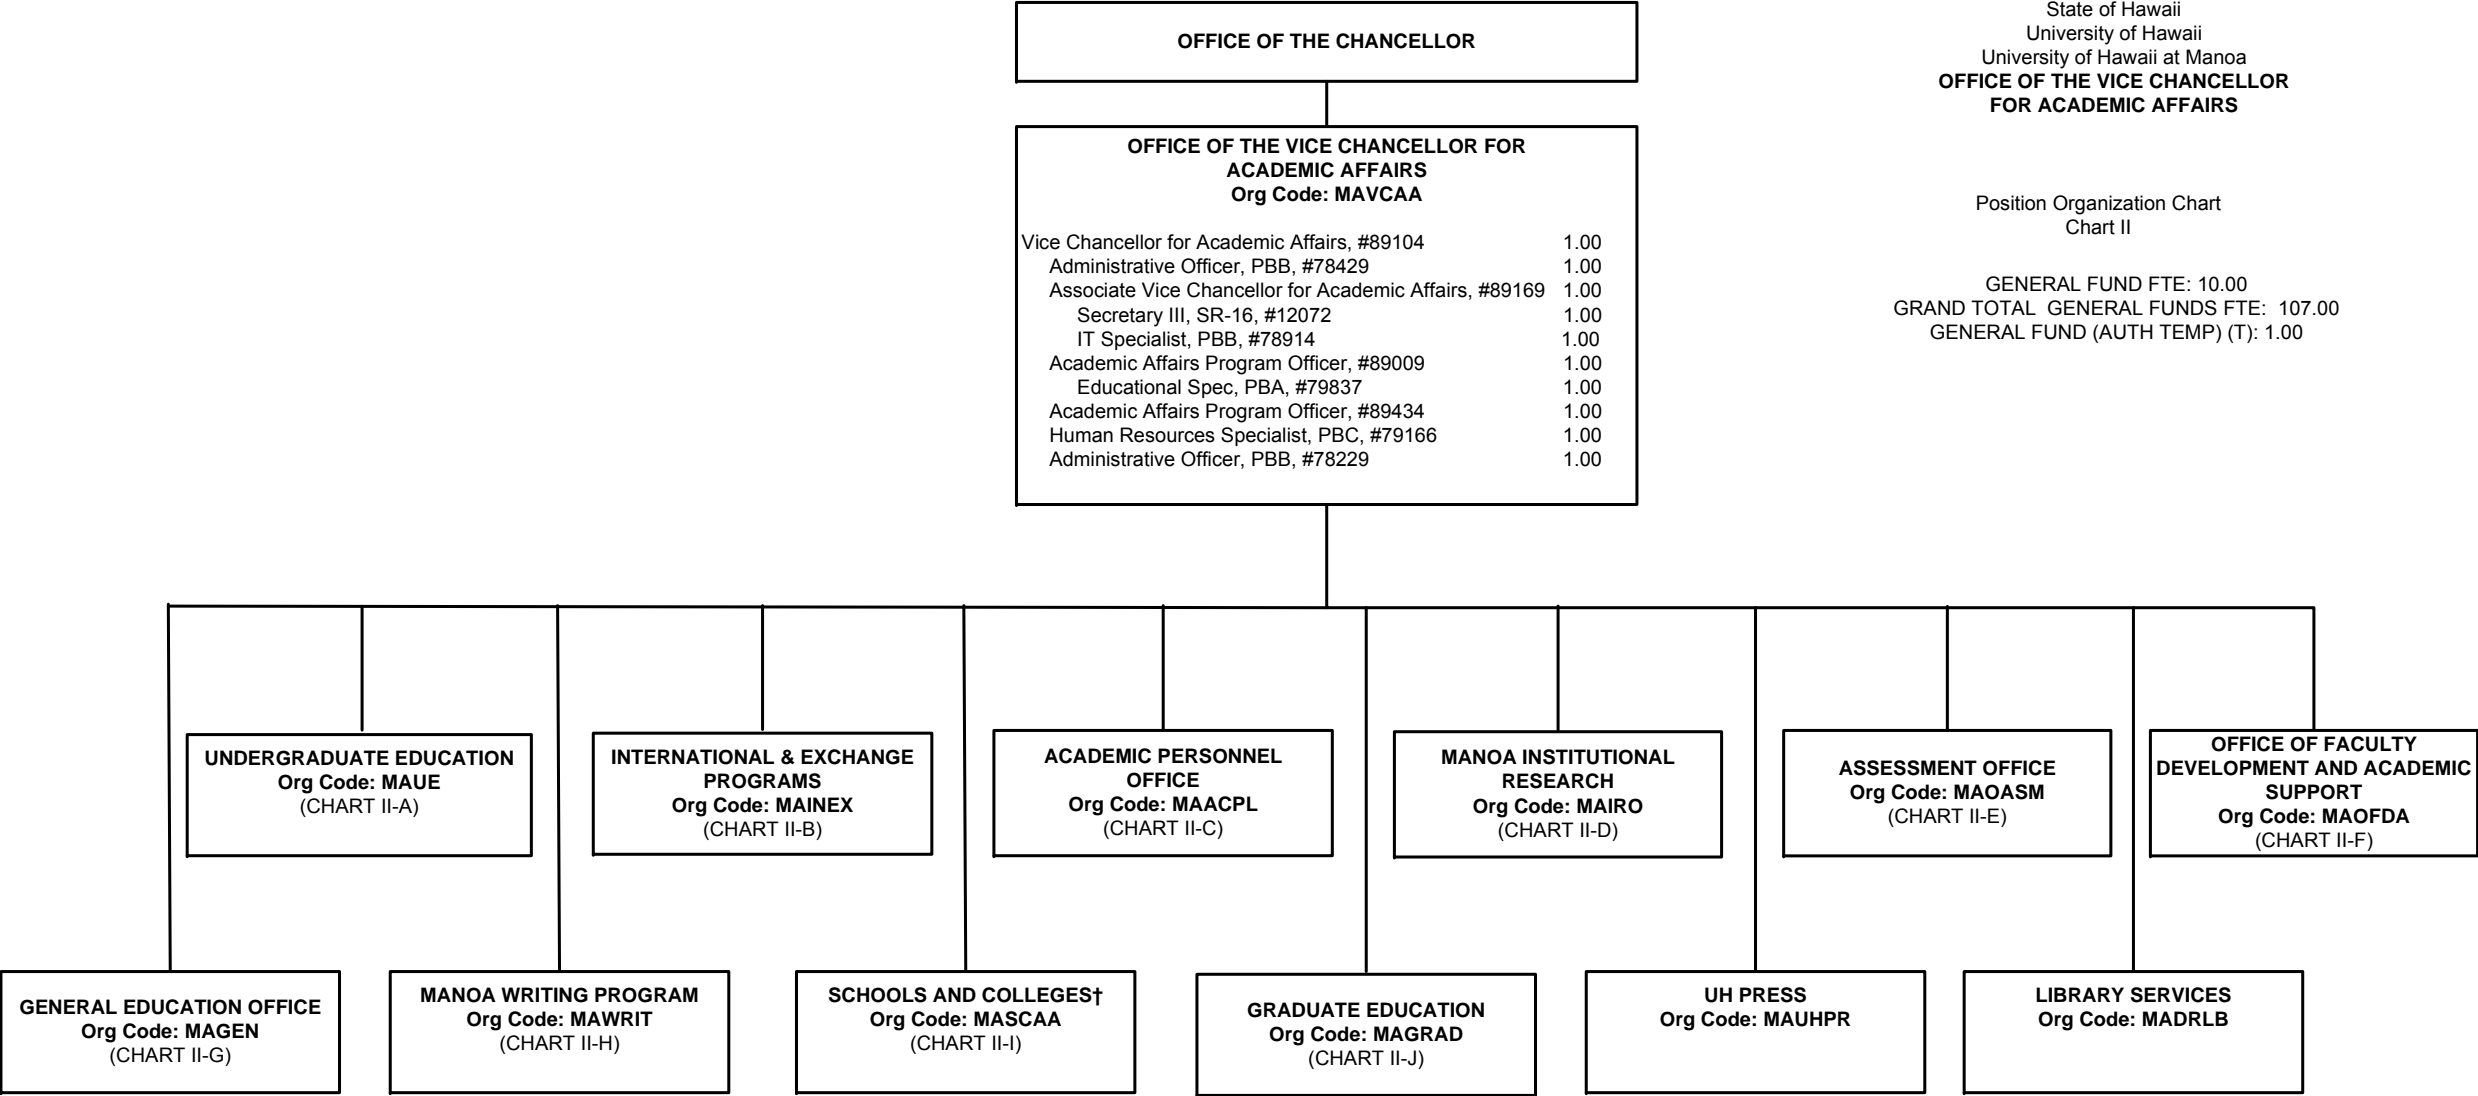 OFFICE OF THE CHANCELLOR
State of Hawaii
University of Hawaii
University of Hawaii at Manoa
OFFICE OF THE VICE CHANCELLOR
FOR ACADEMIC AFFAIRS
Position Organization Chart
Chart II
GENERAL FUND FTE: 10.00
GRAND TOTAL GENERAL FUNDS FTE: 107.00
GENERAL FUND (AUTH TEMP) (T): 1.00
OFFICE OF THE VICE CHANCELLOR FOR
ACADEMIC AFFAIRS
Org Code: MAVCAA
Vice Chancellor for Academic Affairs, #89104 1.00
Administrative Officer, PBB, #78429 1.00
Associate Vice Chancellor for Academic Affairs, #89169 1.00
Secretary III, SR-16, #12072 1.00
IT Specialist, PBB, #78914 1.00
Academic Affairs Program Officer, #89009 1.00
Educational Spec, PBA, #79837 1.00
Academic Affairs Program Officer, #89434 1.00
Human Resources Specialist, PBC, #79166 1.00
Administrative Officer, PBB, #78229 1.00
UNDERGRADUATE EDUCATION
Org Code: MAUE
(CHART II-A)
INTERNATIONAL & EXCHANGE
PROGRAMS
Org Code: MAINEX
(CHART II-B)
ACADEMIC PERSONNEL
OFFICE
Org Code: MAACPL
(CHART II-C)
MANOA INSTITUTIONAL
RESEARCH
Org Code: MAIRO
(CHART II-D)
ASSESSMENT OFFICE
Org Code: MAOASM
(CHART II-E)
OFFICE OF FACULTY
DEVELOPMENT AND ACADEMIC
SUPPORT
Org Code: MAOFDA
(CHART II-F)
GENERAL EDUCATION OFFICE
Org Code: MAGEN
(CHART II-G)
MANOA WRITING PROGRAM
Org Code: MAWRIT
(CHART II-H)
SCHOOLS AND COLLEGES†
Org Code: MASCAA
(CHART II-I)
GRADUATE EDUCATION
Org Code: MAGRAD
(CHART II-J)
UH PRESS
Org Code: MAUHPR
LIBRARY SERVICES
Org Code: MADRLB